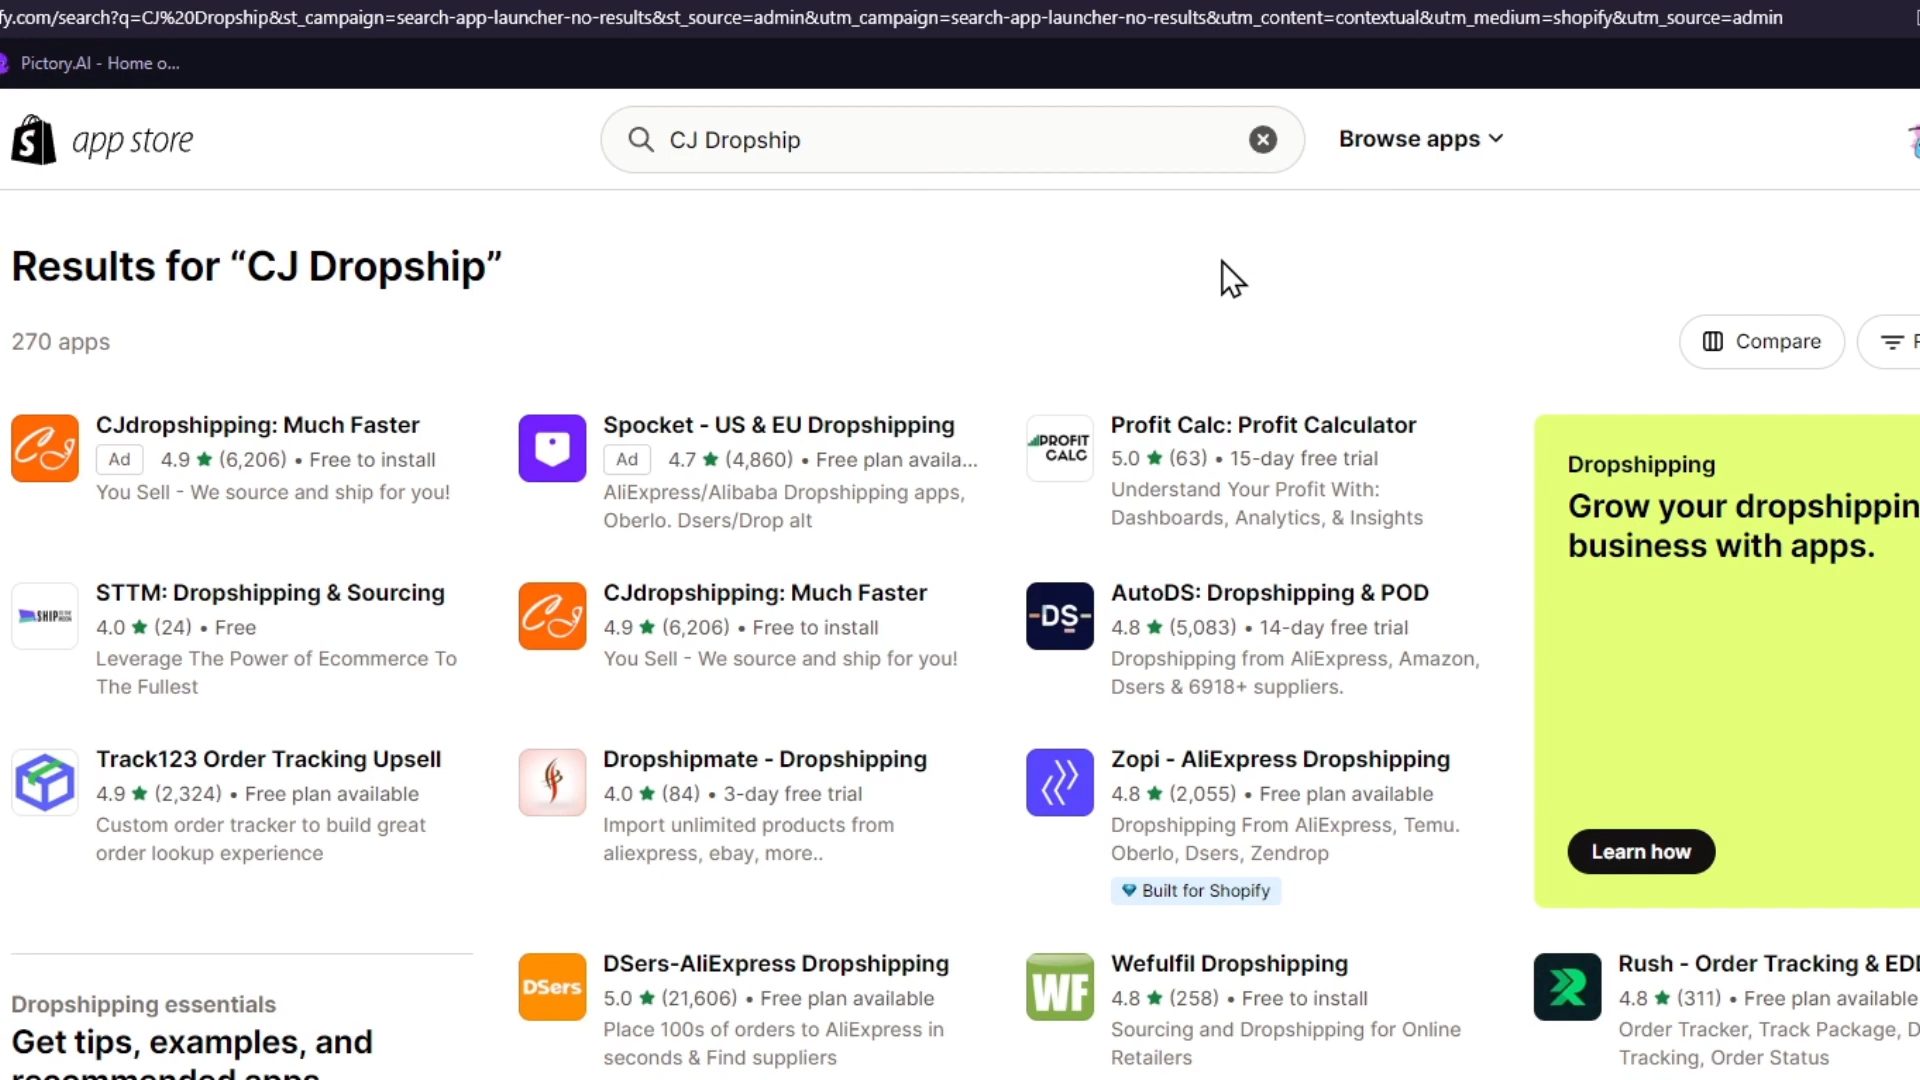 fy.com/search?q=CJ%20Dropship&st_campaign=search-app-launcher-no-results&st_source=admin&utm_campaign=search-app-launcher-no-results&utm_content=contextual&utm_medium=shopify&utm_source=admin
Pictory.AI - Home o...
app store
CJ Dropship
Browse apps
Results for “CJ Dropship”
270 apps
Compare
CJdropshipping: Much Faster
Ad 4.9 ★ (6,206) • Free to install
You Sell - We source and ship for you!
Spocket - US & EU Dropshipping
Ad 4.7 ★ (4,860) • Free plan availa...
AliExpress/Alibaba Dropshipping apps,
Oberlo. Dsers/Drop alt
PROFIT
CALC
Profit Calc: Profit Calculator
5.0 ★ (63) • 15-day free trial
Understand Your Profit With:
Dashboards, Analytics, & Insights
Dropshipping
Grow your dropshippin
business with apps.
Learn how
SHIP
STTM: Dropshipping & Sourcing
4.0 ★ (24) • Free
Leverage The Power of Ecommerce To
The Fullest
CJdropshipping: Much Faster
4.9 ★ (6,206) • Free to install
You Sell - We source and ship for you!
-DS-
AutoDS: Dropshipping & POD
4.8 ★ (5,083) • 14-day free trial
Dropshipping from AliExpress, Amazon,
Dsers & 6918+ suppliers.
Track123 Order Tracking Upsell
4.9 ★ (2,324) • Free plan available
Custom order tracker to build great
order lookup experience
Dropshipmate - Dropshipping
4.0 ★ (84) • 3-day free trial
Import unlimited products from
aliexpress, ebay, more..
Zopi - AliExpress Dropshipping
4.8 ★ (2,055) • Free plan available
Dropshipping From AliExpress, Temu.
Oberlo, Dsers, Zendrop
Built for Shopify
Dropshipping essentials
Get tips, examples, and
recommended apps
DSers
DSers-AliExpress Dropshipping
5.0 ★ (21,606) • Free plan available
Place 100s of orders to AliExpress in
seconds & Find suppliers
WF
Wefulfil Dropshipping
4.8 ★ (258) • Free to install
Sourcing and Dropshipping for Online
Retailers
Rush - Order Tracking & EDD
4.8 ★ (311) • Free plan available
Order Tracker, Track Package, D
Tracking, Order Status